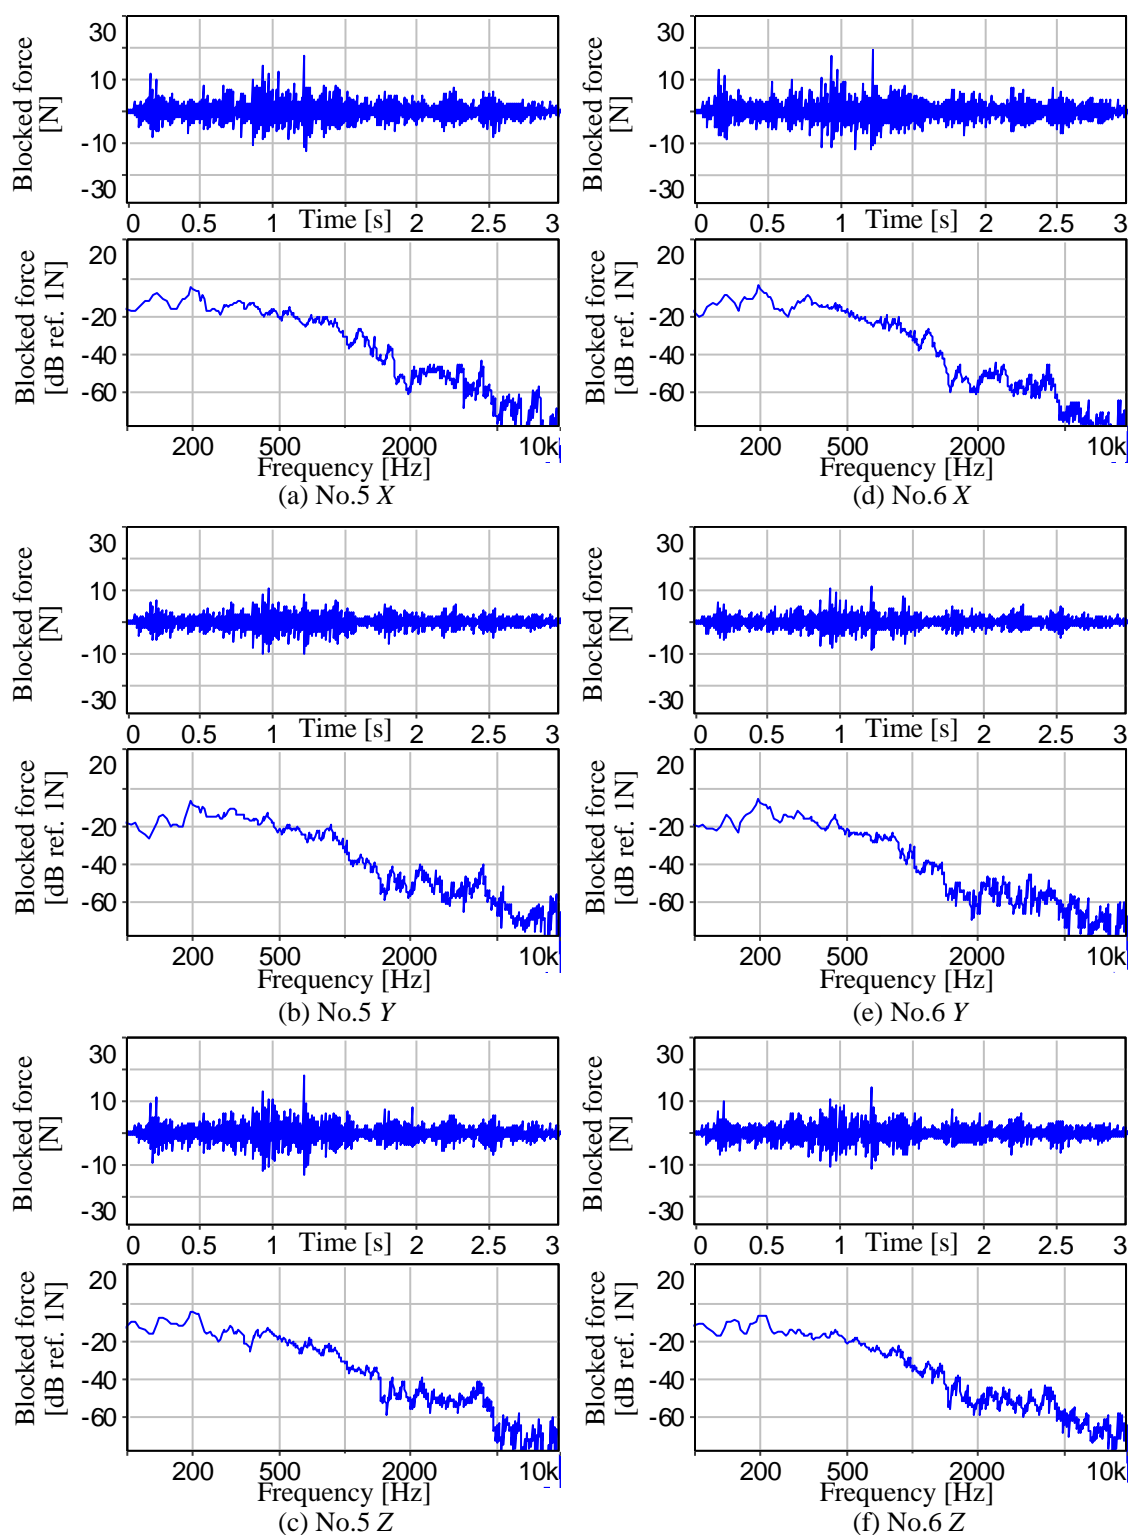 Blocked force
[N]
30
10
-10
-30
0 0.5 1 Time [s] 2 2.5 3
Blocked force
[dB ref. 1N]
20
-20
-40
-60
200 500 2000 10k
Frequency [Hz]
(a) No.5 X
Blocked force
[N]
30
10
-10
-30
0 0.5 1 Time [s] 2 2.5 3
Blocked force
[dB ref. 1N]
20
-20
-40
-60
200 500 2000 10k
Frequency [Hz]
(d) No.6 X
Blocked force
[N]
30
10
-10
-30
0 0.5 1 Time [s] 2 2.5 3
Blocked force
[dB ref. 1N]
20
-20
-40
-60
200 500 2000 10k
Frequency [Hz]
(b) No.5 Y
Blocked force
[N]
30
10
-10
-30
0 0.5 1 Time [s] 2 2.5 3
Blocked force
[dB ref. 1N]
20
-20
-40
-60
200 500 2000 10k
Frequency [Hz]
(e) No.6 Y
Blocked force
[N]
30
10
-10
-30
0 0.5 1 Time [s] 2 2.5 3
Blocked force
[dB ref. 1N]
20
-20
-40
-60
200 500 2000 10k
Frequency [Hz]
(c) No.5 Z
Blocked force
[N]
30
10
-10
-30
0 0.5 1 Time [s] 2 2.5 3
Blocked force
[dB ref. 1N]
20
-20
-40
-60
200 500 2000 10k
Frequency [Hz]
(f) No.6 Z